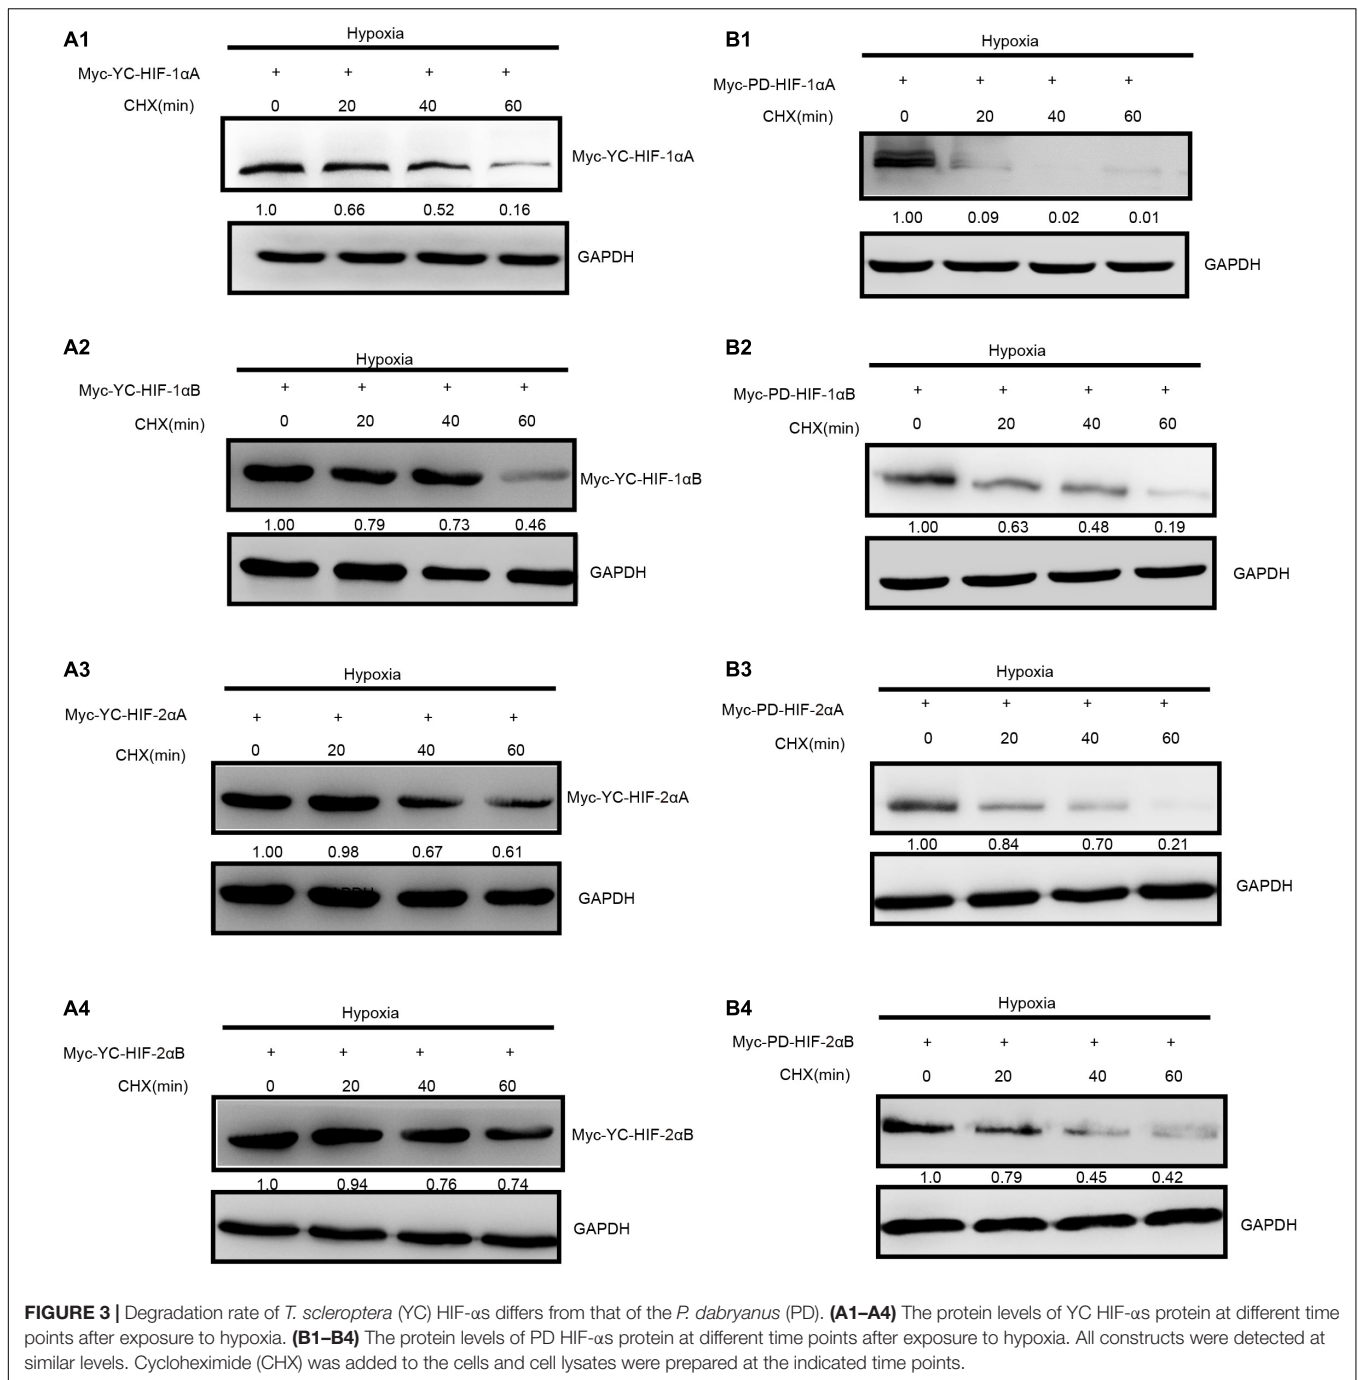 A1
Hypoxia
Myc-YC-HIF-1αA + + + +
CHX(min) 0 20 40 60
Myc-YC-HIF-1αA
1.0 0.66 0.52 0.16
GAPDH
B1
Hypoxia
Myc-PD-HIF-1αA + + + +
CHX(min) 0 20 40 60
1.00 0.09 0.02 0.01
GAPDH
A2
Hypoxia
Myc-YC-HIF-1αB + + + +
CHX(min) 0 20 40 60
Myc-YC-HIF-1αB
1.00 0.79 0.73 0.46
GAPDH
B2
Hypoxia
Myc-PD-HIF-1αB + + + +
CHX(min) 0 20 40 60
1.00 0.63 0.48 0.19
GAPDH
A3
Hypoxia
Myc-YC-HIF-2αA + + + +
CHX(min) 0 20 40 60
Myc-YC-HIF-2αA
1.00 0.98 0.67 0.61
GAPDH
GAPDH
B3
Hypoxia
Myc-PD-HIF-2αA + + + +
CHX(min) 0 20 40 60
1.00 0.84 0.70 0.21
GAPDH
A4
Hypoxia
Myc-YC-HIF-2αB + + + +
CHX(min) 0 20 40 60
Myc-YC-HIF-2αB
1.0 0.94 0.76 0.74
GAPDH
B4
Hypoxia
Myc-PD-HIF-2αB + + + +
CHX(min) 0 20 40 60
1.0 0.79 0.45 0.42
GAPDH
FIGURE 3 | Degradation rate of T. scleroptera (YC) HIF-αs differs from that of the P. dabryanus (PD). (A1–A4) The protein levels of YC HIF-αs protein at different time
points after exposure to hypoxia. (B1–B4) The protein levels of PD HIF-αs protein at different time points after exposure to hypoxia. All constructs were detected at
similar levels. Cycloheximide (CHX) was added to the cells and cell lysates were prepared at the indicated time points.